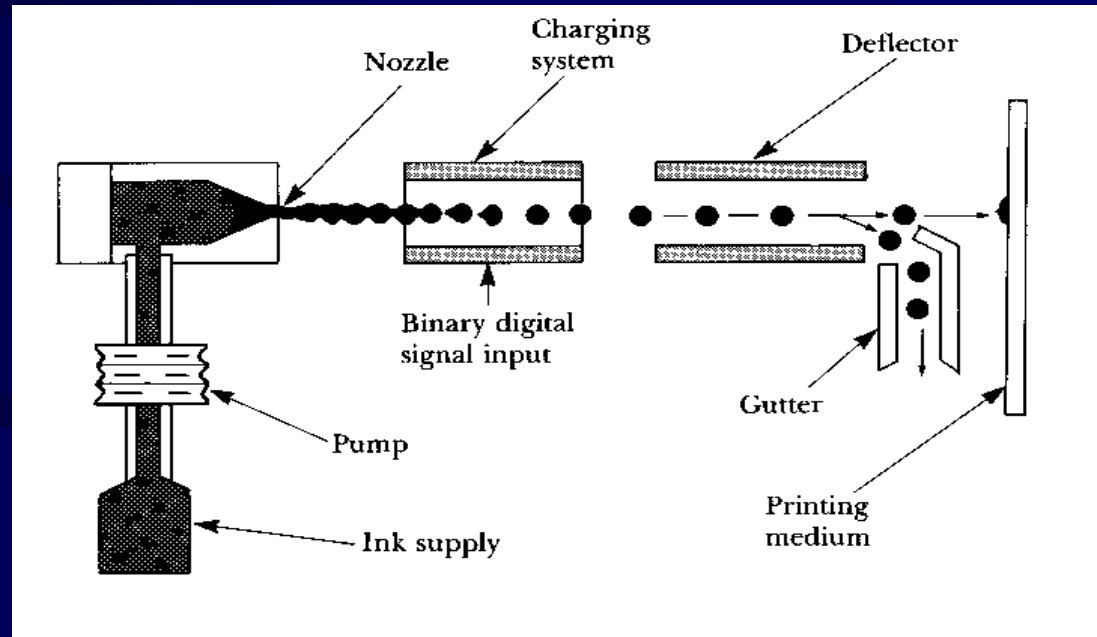 Charging
system
Deflector
Nozzle
Binary digital
signal input
Gutter
Pump
Printing
medium
Ink supply